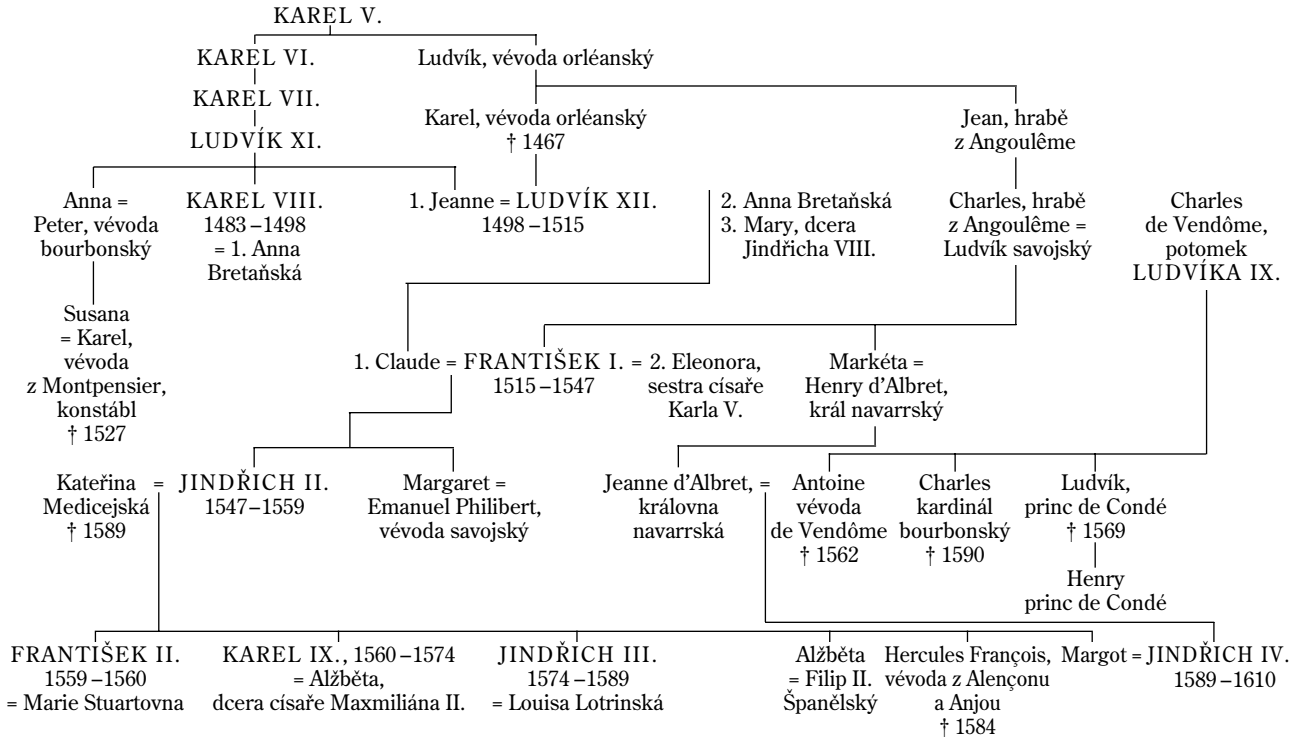 KAREL V.
KAREL VI.
Ludvík, vévoda orléanský
KAREL VII.
Karel, vévoda orléanský
† 1467
Jean, hrabě
z Angoulême
LUDVÍK XI.
Anna =
Peter, vévoda
bourbonský
KAREL VIII.
1483–1498
= 1. Anna
Bretaňská
1. Jeanne = LUDVÍK XII.
1498–1515
2. Anna Bretaňská
3. Mary, dcera
Jindřicha VIII.
Charles, hrabě
z Angoulême =
Ludvík savojský
Charles
de Vendôme,
potomek
LUDVÍKA IX.
Susana
= Karel,
vévoda
z Montpensier,
konstábl
† 1527
1. Claude = FRANTIŠEK I. = 2. Eleonora,
1515–1547
sestra císaře
Karla V.
Markéta =
Henry d'Albret,
král navarrský
Kateřina
Medicejská
† 1589
= JINDŘICH II.
1547–1559
Margaret =
Emanuel Philibert,
vévoda savojský
Jeanne d'Albret, =
královna
navarrská
Antoine
vévoda
de Vendôme
† 1562
Charles
kardinál
bourbonský
† 1590
Ludvík,
princ de Condé
† 1569
Henry
princ de Condé
FRANTIŠEK II.
1559–1560
= Marie Stuartovna
KAREL IX., 1560–1574
= Alžběta,
dcera císaře Maxmiliána II.
JINDŘICH III.
1574–1589
= Louisa Lotrinská
Alžběta
= Filip II.
Španělský
Hercules François,
vévoda z Alençonu
a Anjou
† 1584
Margot = JINDŘICH IV.
1589–1610